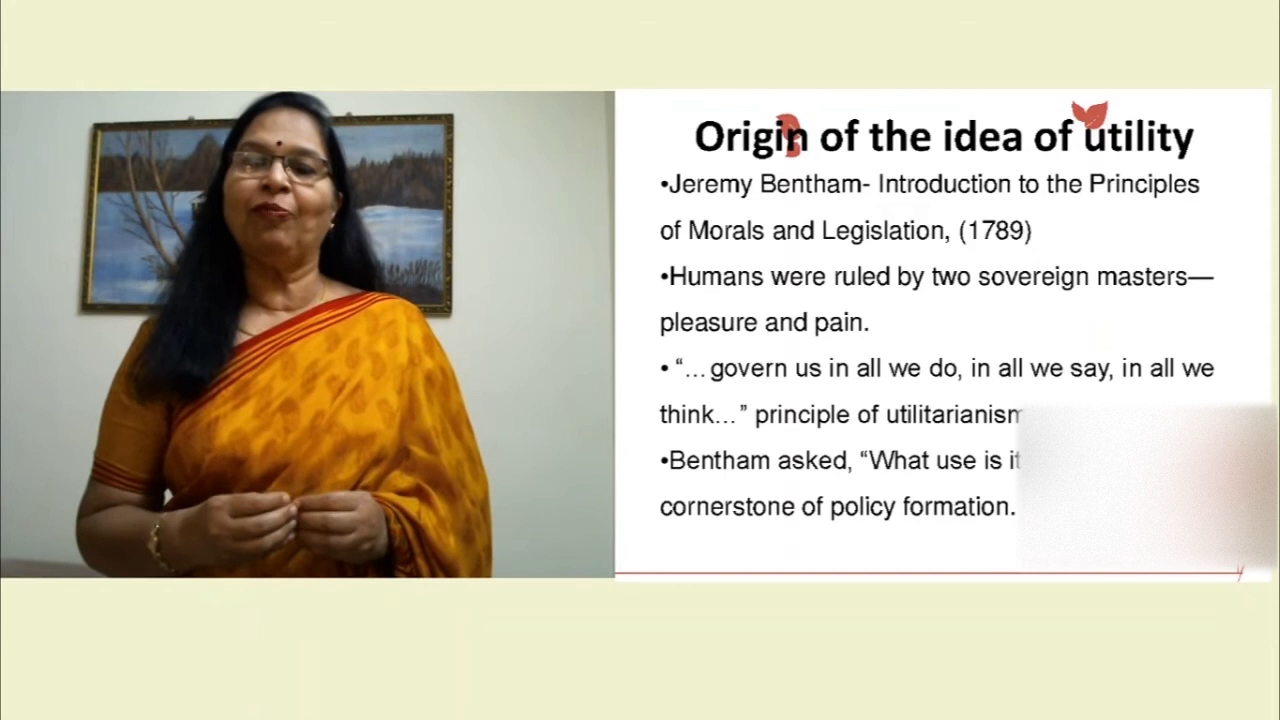 Origin of the idea of utility
•Jeremy Bentham- Introduction to the Principles
of Morals and Legislation, (1789)
•Humans were ruled by two sovereign masters—
pleasure and pain.
• “…govern us in all we do, in all we say, in all we
think…” principle of utilitarianism
•Bentham asked, “What use is it
cornerstone of policy formation.